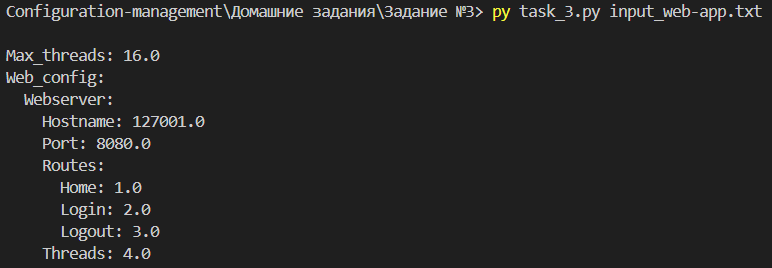 Configuration-management\Домашние задания\Задание №3> py task_3.py input_web-app.txt
Max_threads: 16.0
Web_config:
  Webserver:
    Hostname: 127001.0
    Port: 8080.0
    Routes:
      Home: 1.0
      Login: 2.0
      Logout: 3.0
    Threads: 4.0